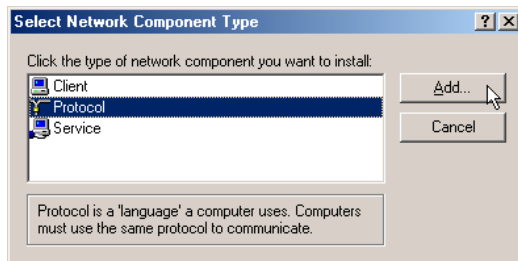 Select Network Component Type
Click the type of network component you want to install:
Client
Protocol
Service
Add...
Cancel
Protocol is a 'language' a computer uses. Computers
must use the same protocol to communicate.